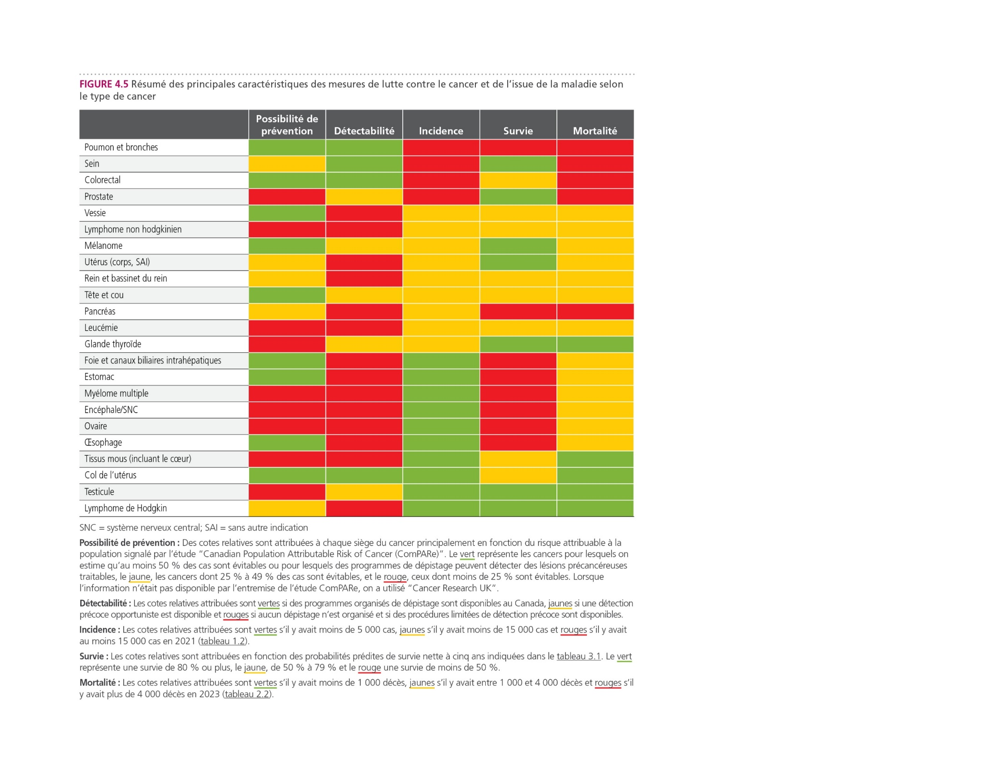 FIGURE 4.5 Résumé des principales caractéristiques des mesures de lutte contre le cancer et de l’issue de la maladie selon
le type de cancer
Possibilité de
prévention
Détectabilité
Incidence
Survie
Mortalité
Poumon et bronches
Sein
Colorectal
Prostate
Vessie
Lymphome non hodgkinien
Mélanome
Utérus (corps, SAI)
Rein et bassinet du rein
Tête et cou
Pancréas
Leucémie
Glande thyroïde
Foie et canaux biliaires intrahépatiques
Estomac
Myélome multiple
Encéphale/SNC
Ovaire
Œsophage
Tissus mous (incluant le cœur)
Col de l’utérus
Testicule
Lymphome de Hodgkin
SNC = système nerveux central; SAI = sans autre indication
Possibilité de prévention : Des cotes relatives sont attribuées à chaque siège du cancer principalement en fonction du risque attribuable à la
population signalé par l’étude “Canadian Population Attributable Risk of Cancer (ComPARe)”. Le vert représente les cancers pour lesquels on
estime qu’au moins 50 % des cas sont évitables ou pour lesquels des programmes de dépistage peuvent détecter des lésions précancéreuses
traitables, le jaune, les cancers dont 25 % à 49 % des cas sont évitables, et le rouge, ceux dont moins de 25 % sont évitables. Lorsque
l’information n’était pas disponible par l’entremise de l’étude ComPARe, on a utilisé “Cancer Research UK”.
Détectabilité : Les cotes relatives attribuées sont vertes si des programmes organisés de dépistage sont disponibles au Canada, jaunes si une détection
précoce opportuniste est disponible et rouges si aucun dépistage n’est organisé et si des procédures limitées de détection précoce sont disponibles.
Incidence : Les cotes relatives attribuées sont vertes s’il y avait moins de 5 000 cas, jaunes s’il y avait moins de 15 000 cas et rouges s’il y avait
au moins 15 000 cas en 2021 (tableau 1.2).
Survie : Les cotes relatives sont attribuées en fonction des probabilités prédites de survie nette à cinq ans indiquées dans le tableau 3.1. Le vert
représente une survie de 80 % ou plus, le jaune, de 50 % à 79 % et le rouge une survie de moins de 50 %.
Mortalité : Les cotes relatives attribuées sont vertes s’il y avait moins de 1 000 décès, jaunes s’il y avait entre 1 000 et 4 000 décès et rouges s’il
y avait plus de 4 000 décès en 2023 (tableau 2.2).